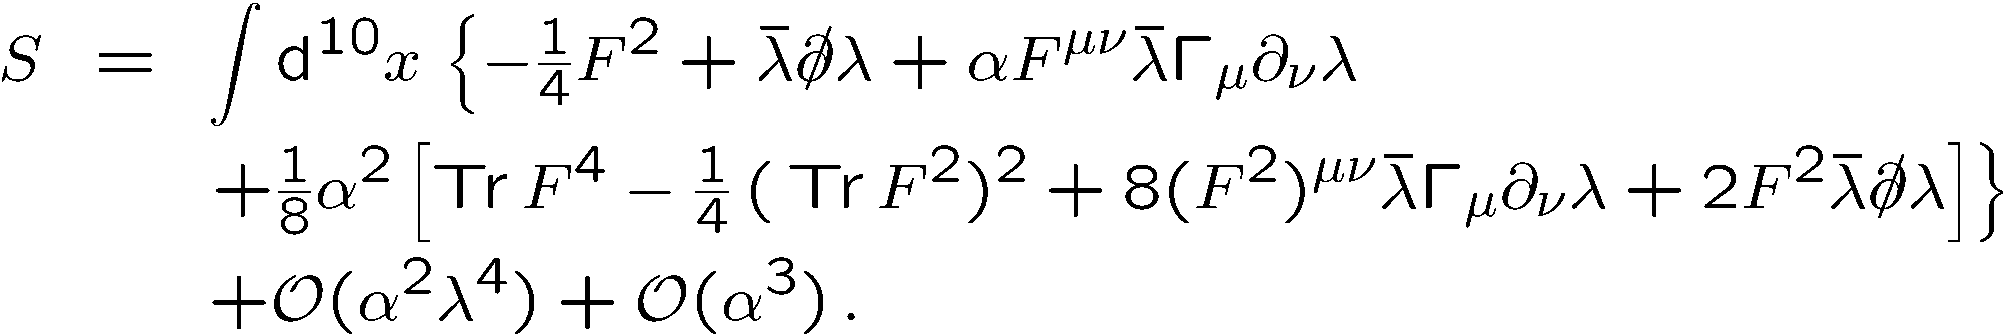 S = ∫ d¹⁰x { −¼F² + λ̄∂̸λ + αF^{μν}λ̄Γ_μ∂_νλ
+⅛α² [ Tr F⁴ − ¼ ( Tr F²)² + 8(F²)^{μν}λ̄Γ_μ∂_νλ + 2F²λ̄∂̸λ ] }
+𝒪(α²λ⁴) + 𝒪(α³) .